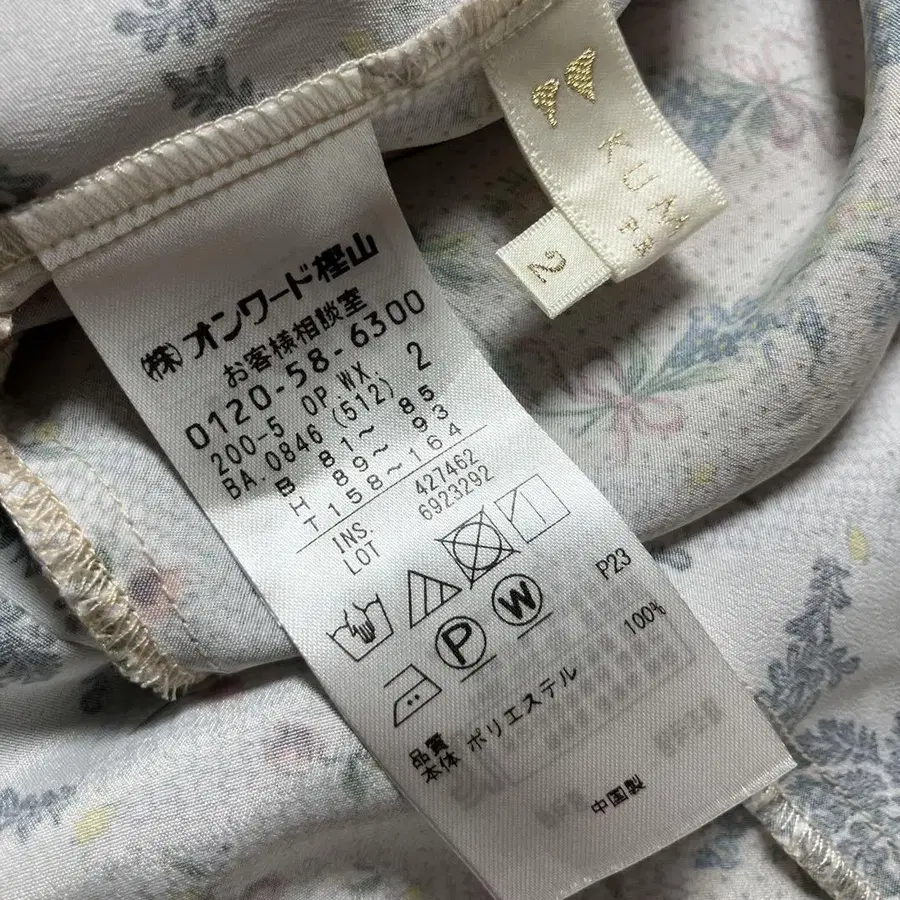 KUM
2
㈱オンワード樫山
お客様相談室
0120-58-6300
200-5 OP.WX. 2
BA.0846 (512)
B 81～ 85
H 89～ 93
T158～164
INS. 427462
LOT 6923292
P W
P23
品質
本体 ポリエステル 100%
中国製